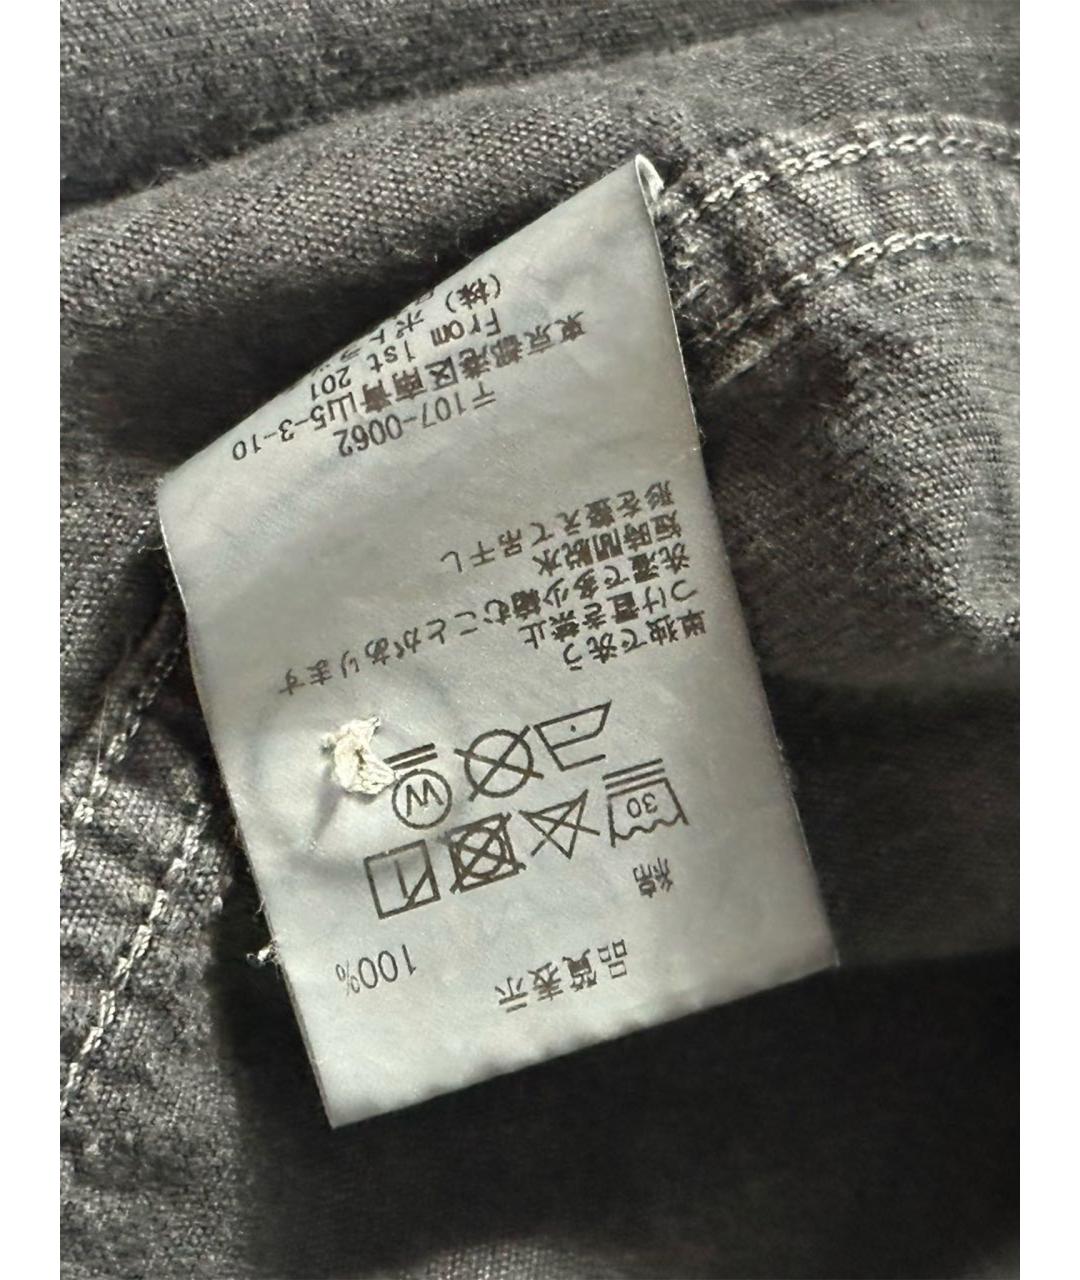 品質表示
綿 100%
30
W
単独で洗う
つけ置き禁止
洗濯で多少縮むことがあります
短時間脱水
形を整えて吊干し
〒107-0062
東京都港区南青山5-3-10
From 1st 201
(株)